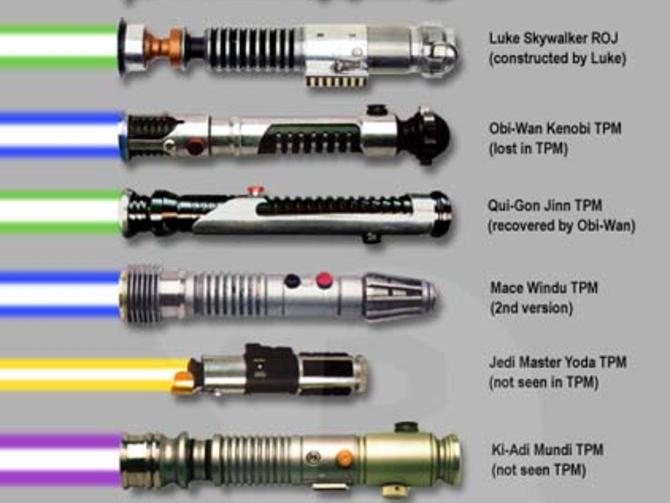 Luke Skywalker ROJ
(constructed by Luke)
Obi-Wan Kenobi TPM
(lost in TPM)
Qui-Gon Jinn TPM
(recovered by Obi-Wan)
Mace Windu TPM
(2nd version)
Jedi Master Yoda TPM
(not seen in TPM)
Ki-Adi Mundi TPM
(not seen TPM)